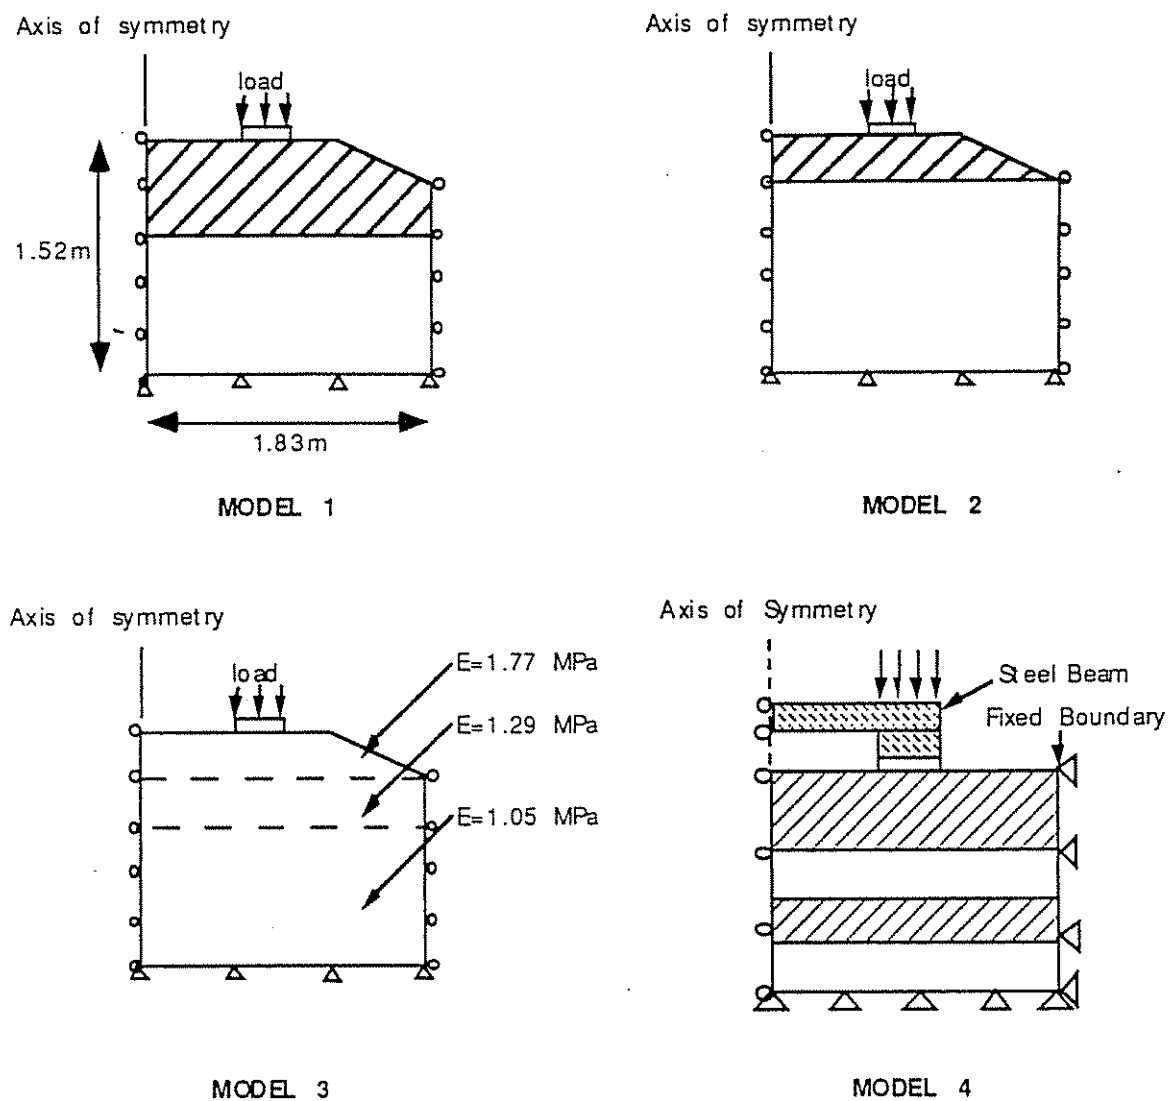 Axis of symmetry
load
1.52m
1.83m
MODEL 1
Axis of symmetry
load
MODEL 2
Axis of symmetry
load
E=1.77 MPa
E=1.29 MPa
E=1.05 MPa
MODEL 3
Axis of Symmetry
Steel Beam
Fixed Boundary
MODEL 4